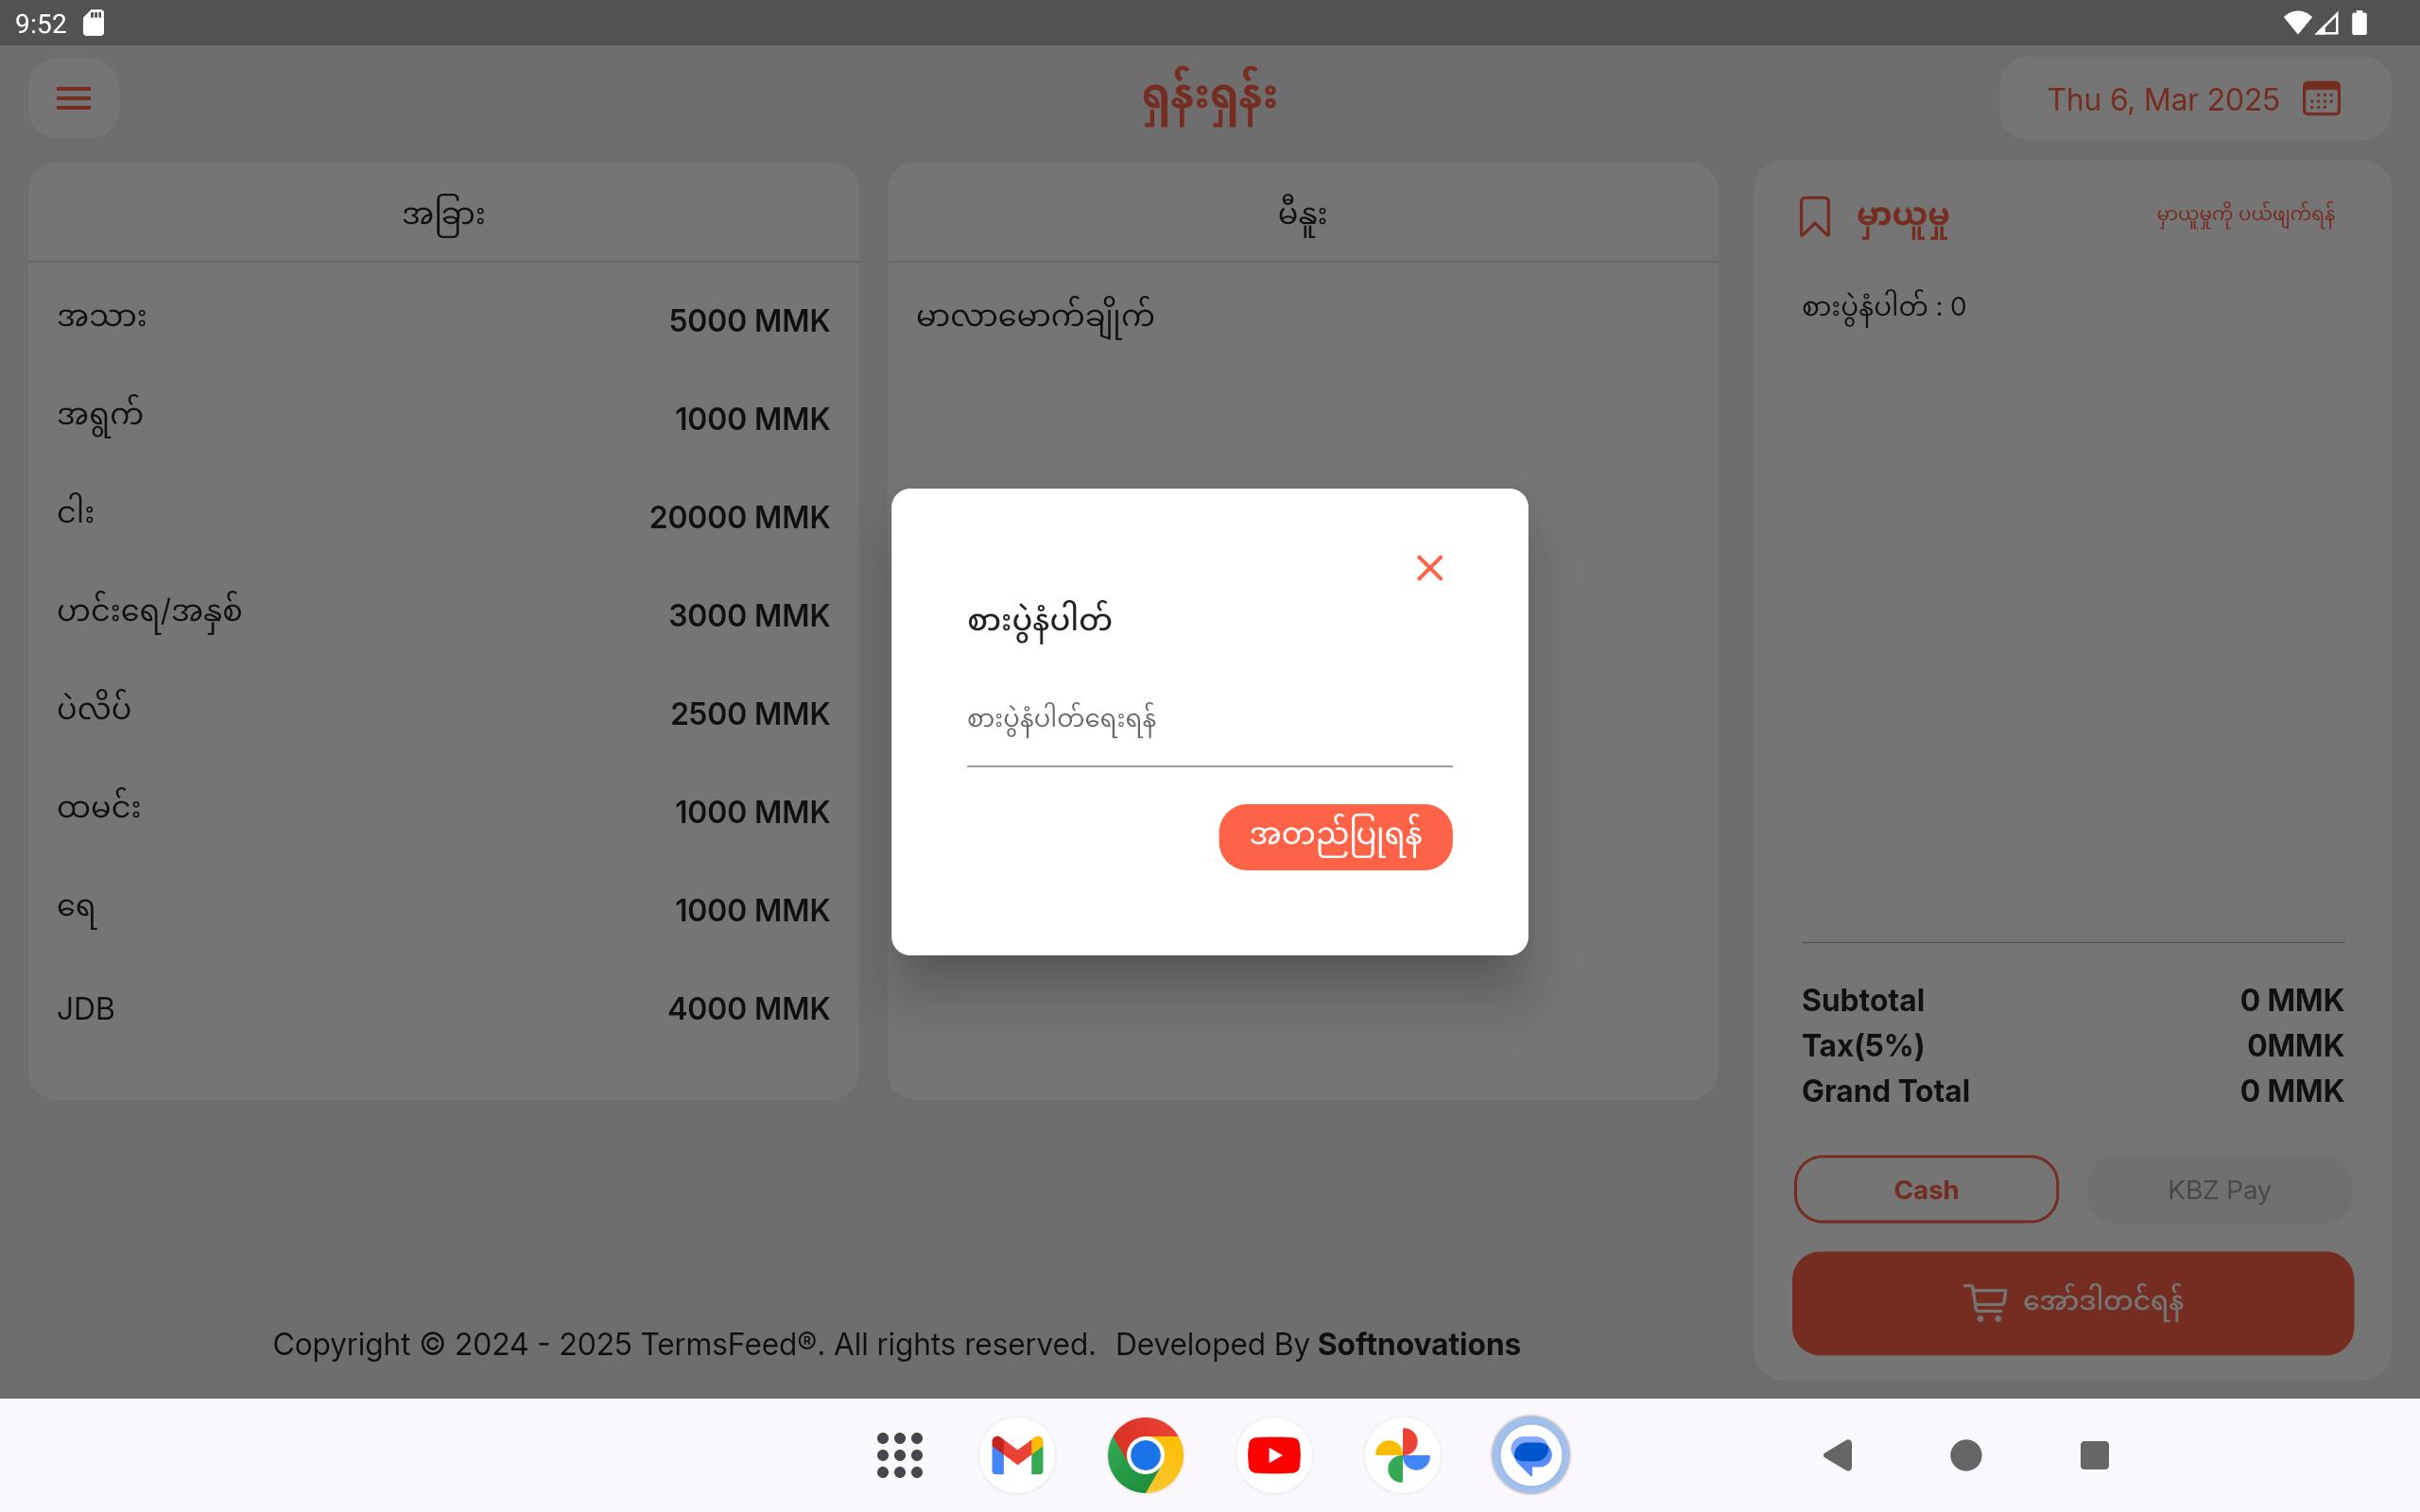 9:52
ရှန်းရှန်း
Thu 6, Mar 2025
အခြား
အသား 5000 MMK
အရွက် 1000 MMK
ငါး 20000 MMK
ဟင်းရေ/အနှစ် 3000 MMK
ပဲလိပ် 2500 MMK
ထမင်း 1000 MMK
ရေ 1000 MMK
JDB 4000 MMK
မီနူး
မာလာမောက်ချိုက်
စားပွဲနံပါတ်
စားပွဲနံပါတ်ရေးရန်
အတည်ပြုရန်
မှာယူမှု
မှာယူမှုကို ပယ်ဖျက်ရန်
စားပွဲနံပါတ် : 0
Subtotal 0 MMK
Tax(5%) 0MMK
Grand Total 0 MMK
Cash KBZ Pay
အော်ဒါတင်ရန်
Copyright © 2024 - 2025 TermsFeed®. All rights reserved. Developed By Softnovations